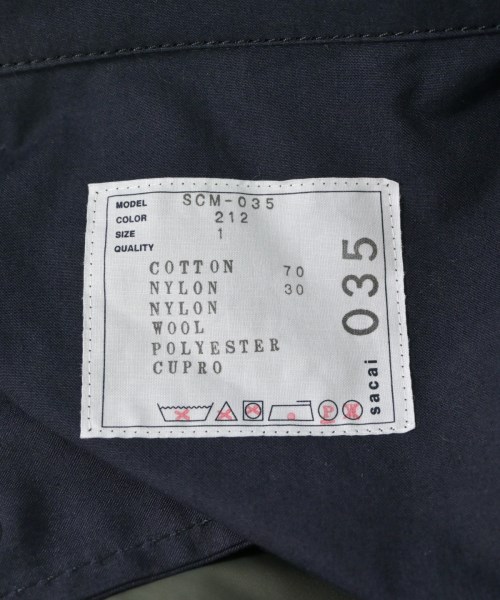 MODEL SCM-035
COLOR 212
SIZE 1
QUALITY
COTTON 70
NYLON 30
NYLON
WOOL
POLYESTER
CUPRO
P
035
sacai